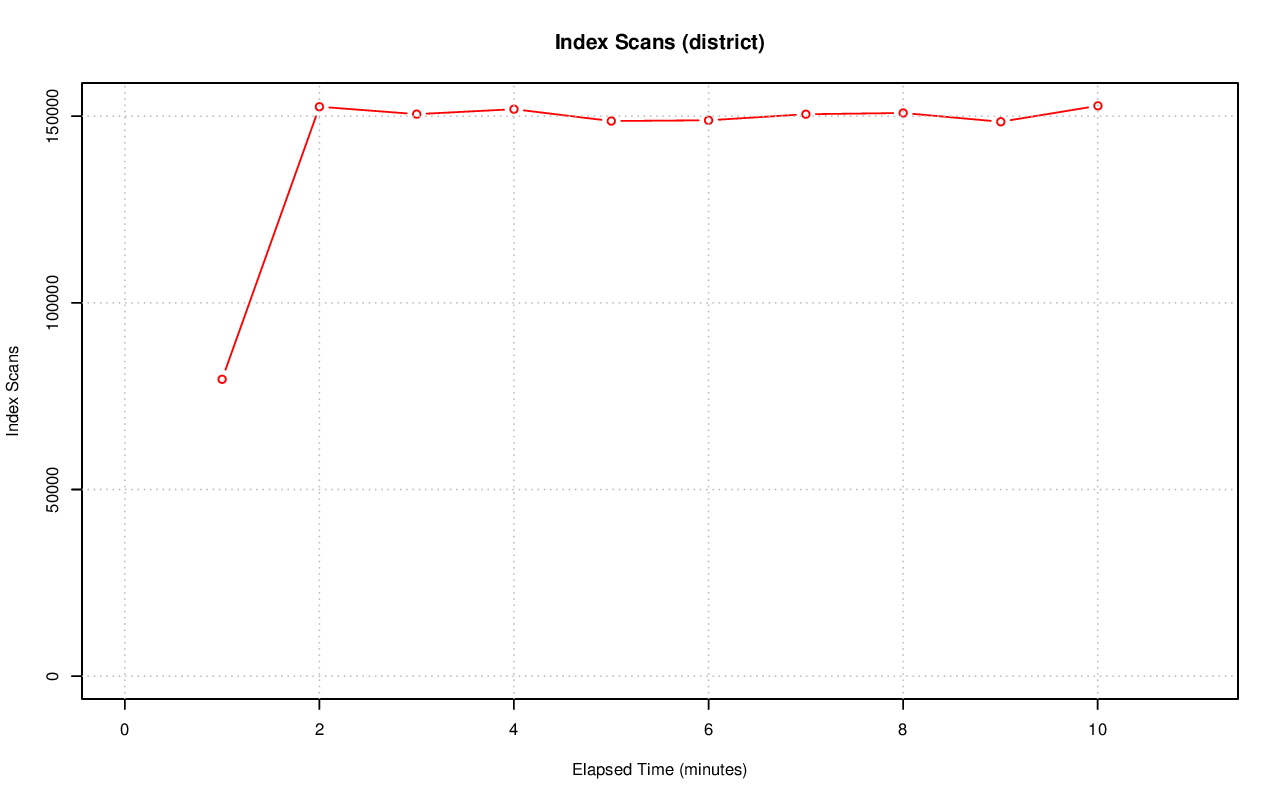 Index Scans (district)
Index Scans
150000
100000
50000
0
0 2 4 6 8 10
Elapsed Time (minutes)